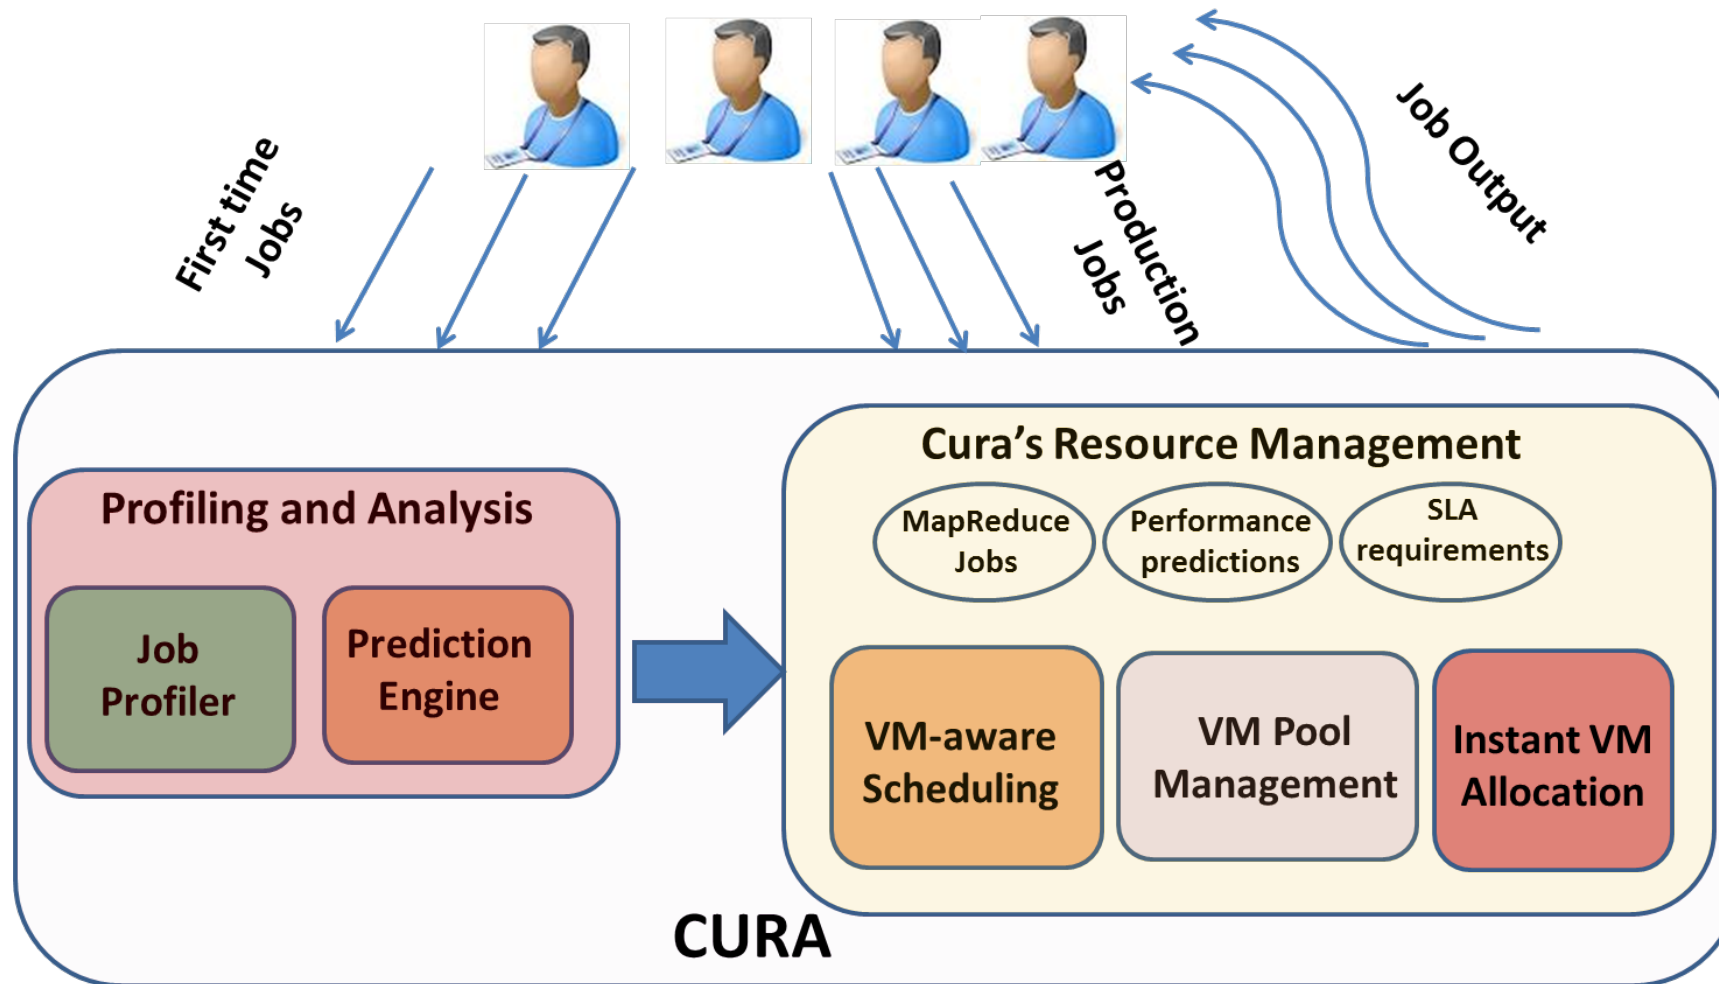 First time
Jobs
Production
Jobs
Job Output
Profiling and Analysis
Job
Profiler
Prediction
Engine
Cura's Resource Management
MapReduce
Jobs
Performance
predictions
SLA
requirements
VM-aware
Scheduling
VM Pool
Management
Instant VM
Allocation
CURA